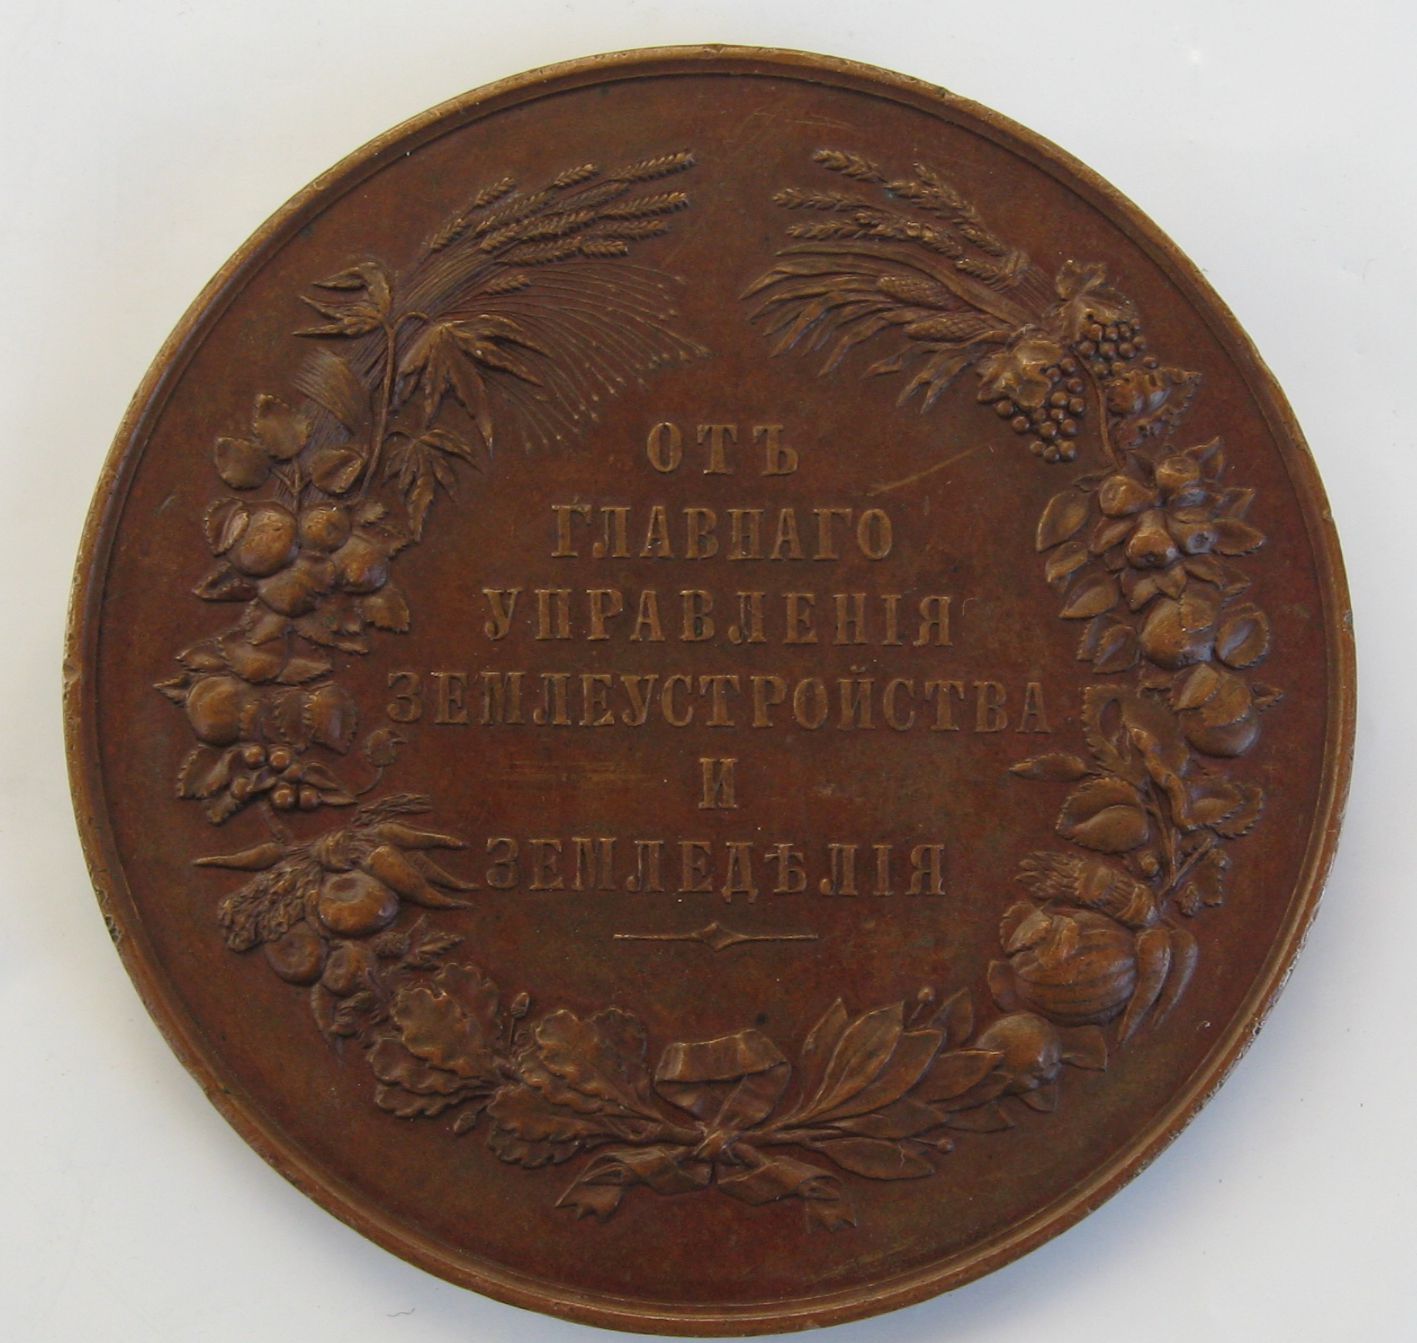 ОТЪ
ГЛАВНАГО
УПРАВЛЕНІЯ
ЗЕМЛЕУСТРОЙСТВА
И
ЗЕМЛЕДѢЛІЯ